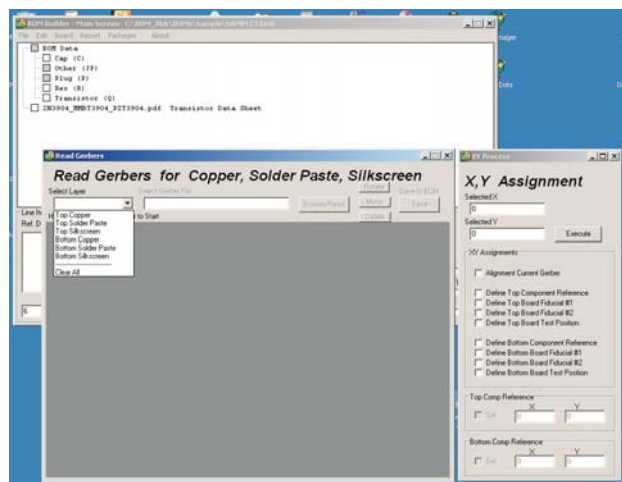 BOM Builder - Main Screen
File Edit Board Report Packages About
BOM Data
Cap (C)
Other (JP)
Plug (P)
Res (R)
Transistor (Q)
Transistor Data Sheet
Read Gerbers
Read Gerbers for Copper, Solder Paste, Silkscreen
Select Layer
Select Gerber File
Rotate
Save to BOM
Browse/Read
Mirror
Save
Delete
to Start
Top Copper
Top Solder Paste
Top Silkscreen
Bottom Copper
Bottom Solder Paste
Bottom Silkscreen
Clear All
Ref. D
6
XY Process
X,Y Assignment
Selected X
0
Selected Y
0
Execute
XY Assignments
Alignment Current Gerber
Define Top Component Reference
Define Top Board Fiducial #1
Define Top Board Fiducial #2
Define Top Board Test Position
Define Bottom Component Reference
Define Bottom Board Fiducial #1
Define Bottom Board Fiducial #2
Define Bottom Board Test Position
Top Comp Reference
X Y
Set 0 0
Bottom Comp Reference
X Y
Set 0 0
nager
Dots